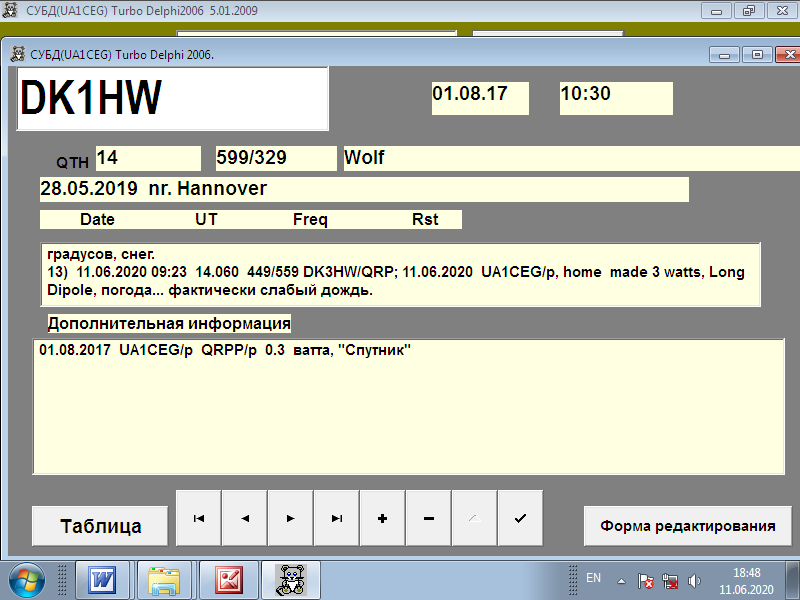 СУБД(UA1CEG) Turbo Delphi2006 5.01.2009
СУБД(UA1CEG) Turbo Delphi 2006.
DK1HW
01.08.17
10:30
QTH
14
599/329
Wolf
28.05.2019 nr. Hannover
Date UT Freq Rst
градусов, снег.
13) 11.06.2020 09:23 14.060 449/559 DK3HW/QRP; 11.06.2020 UA1CEG/p, home made 3 watts, Long
Dipole, погода... фактически слабый дождь.
Дополнительная информация
01.08.2017 UA1CEG/p QRPP/p 0.3 ватта, "Спутник"
Таблица
Форма редактирования
EN
18:48
11.06.2020